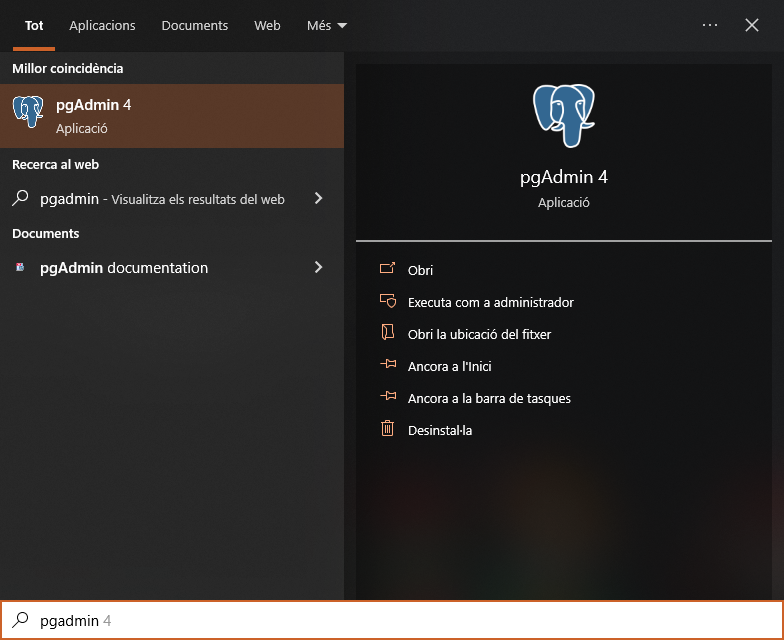 Tot Aplicacions Documents Web Més
Millor coincidència
pgAdmin 4
Aplicació
Recerca al web
pgadmin - Visualitza els resultats del web
Documents
pgAdmin documentation
pgAdmin 4
Aplicació
Obri
Executa com a administrador
Obri la ubicació del fitxer
Ancora a l'Inici
Ancora a la barra de tasques
Desinstal·la
pgadmin 4